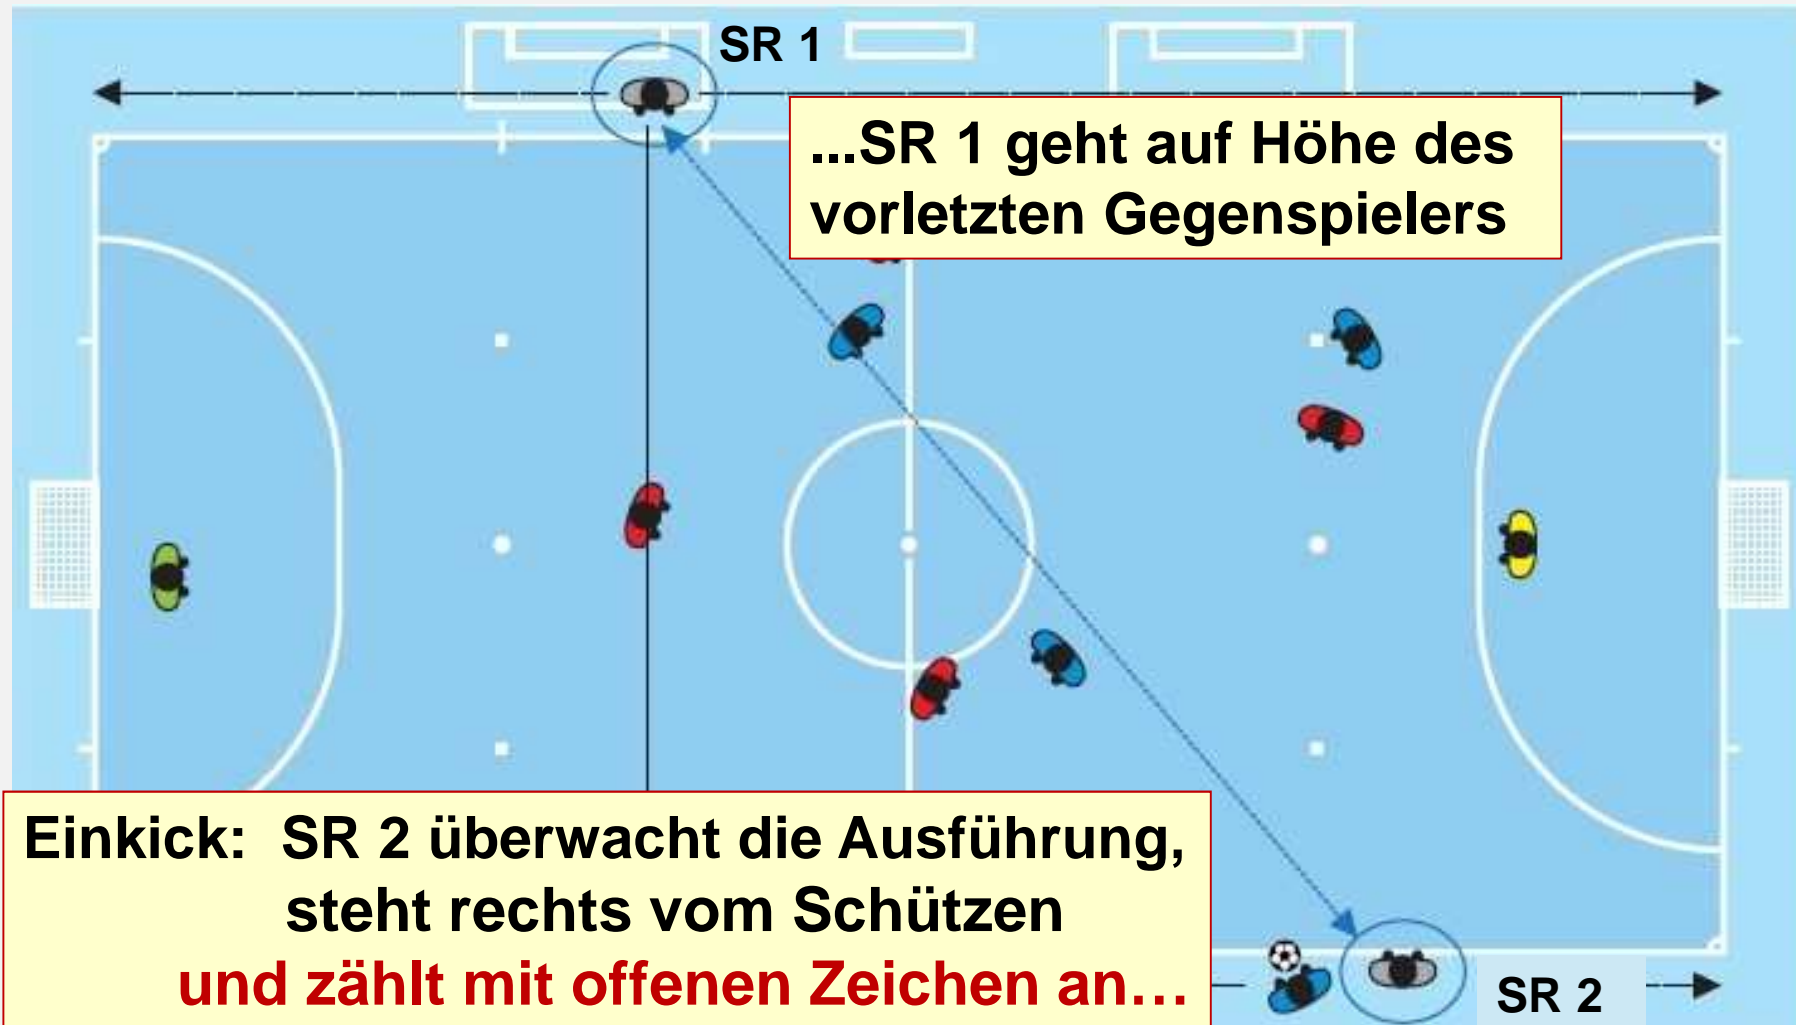 SR 1
...SR 1 geht auf Höhe des
vorletzten Gegenspielers
Einkick: SR 2 überwacht die Ausführung,
steht rechts vom Schützen
und zählt mit offenen Zeichen an…
SR 2